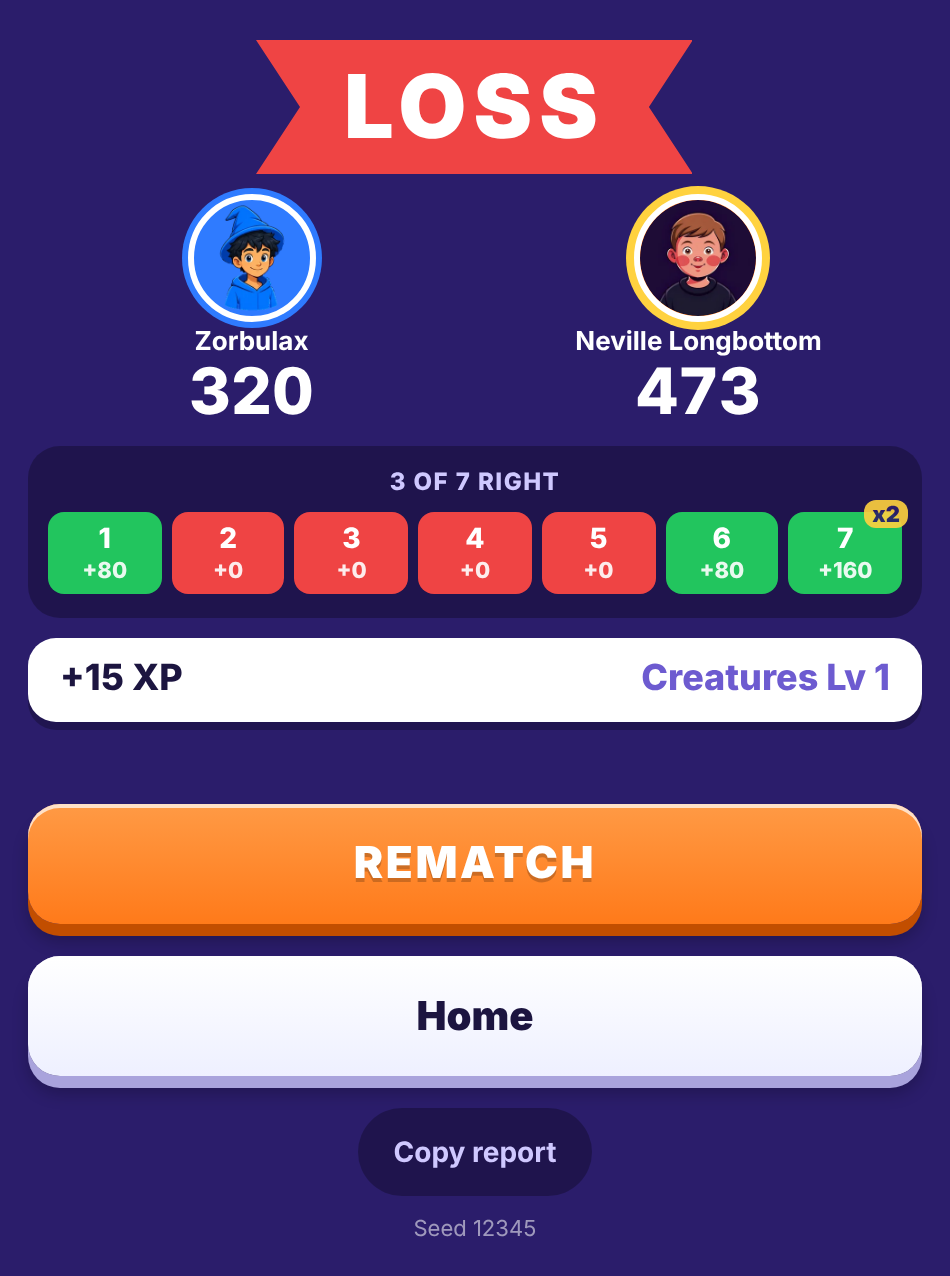 LOSS
Zorbulax
Neville Longbottom
320
473
3 OF 7 RIGHT
x2
1
2
3
4
5
6
7
+80
+0
+0
+0
+0
+80
+160
+15 XP
Creatures Lv 1
REMATCH
Home
Copy report
Seed 12345